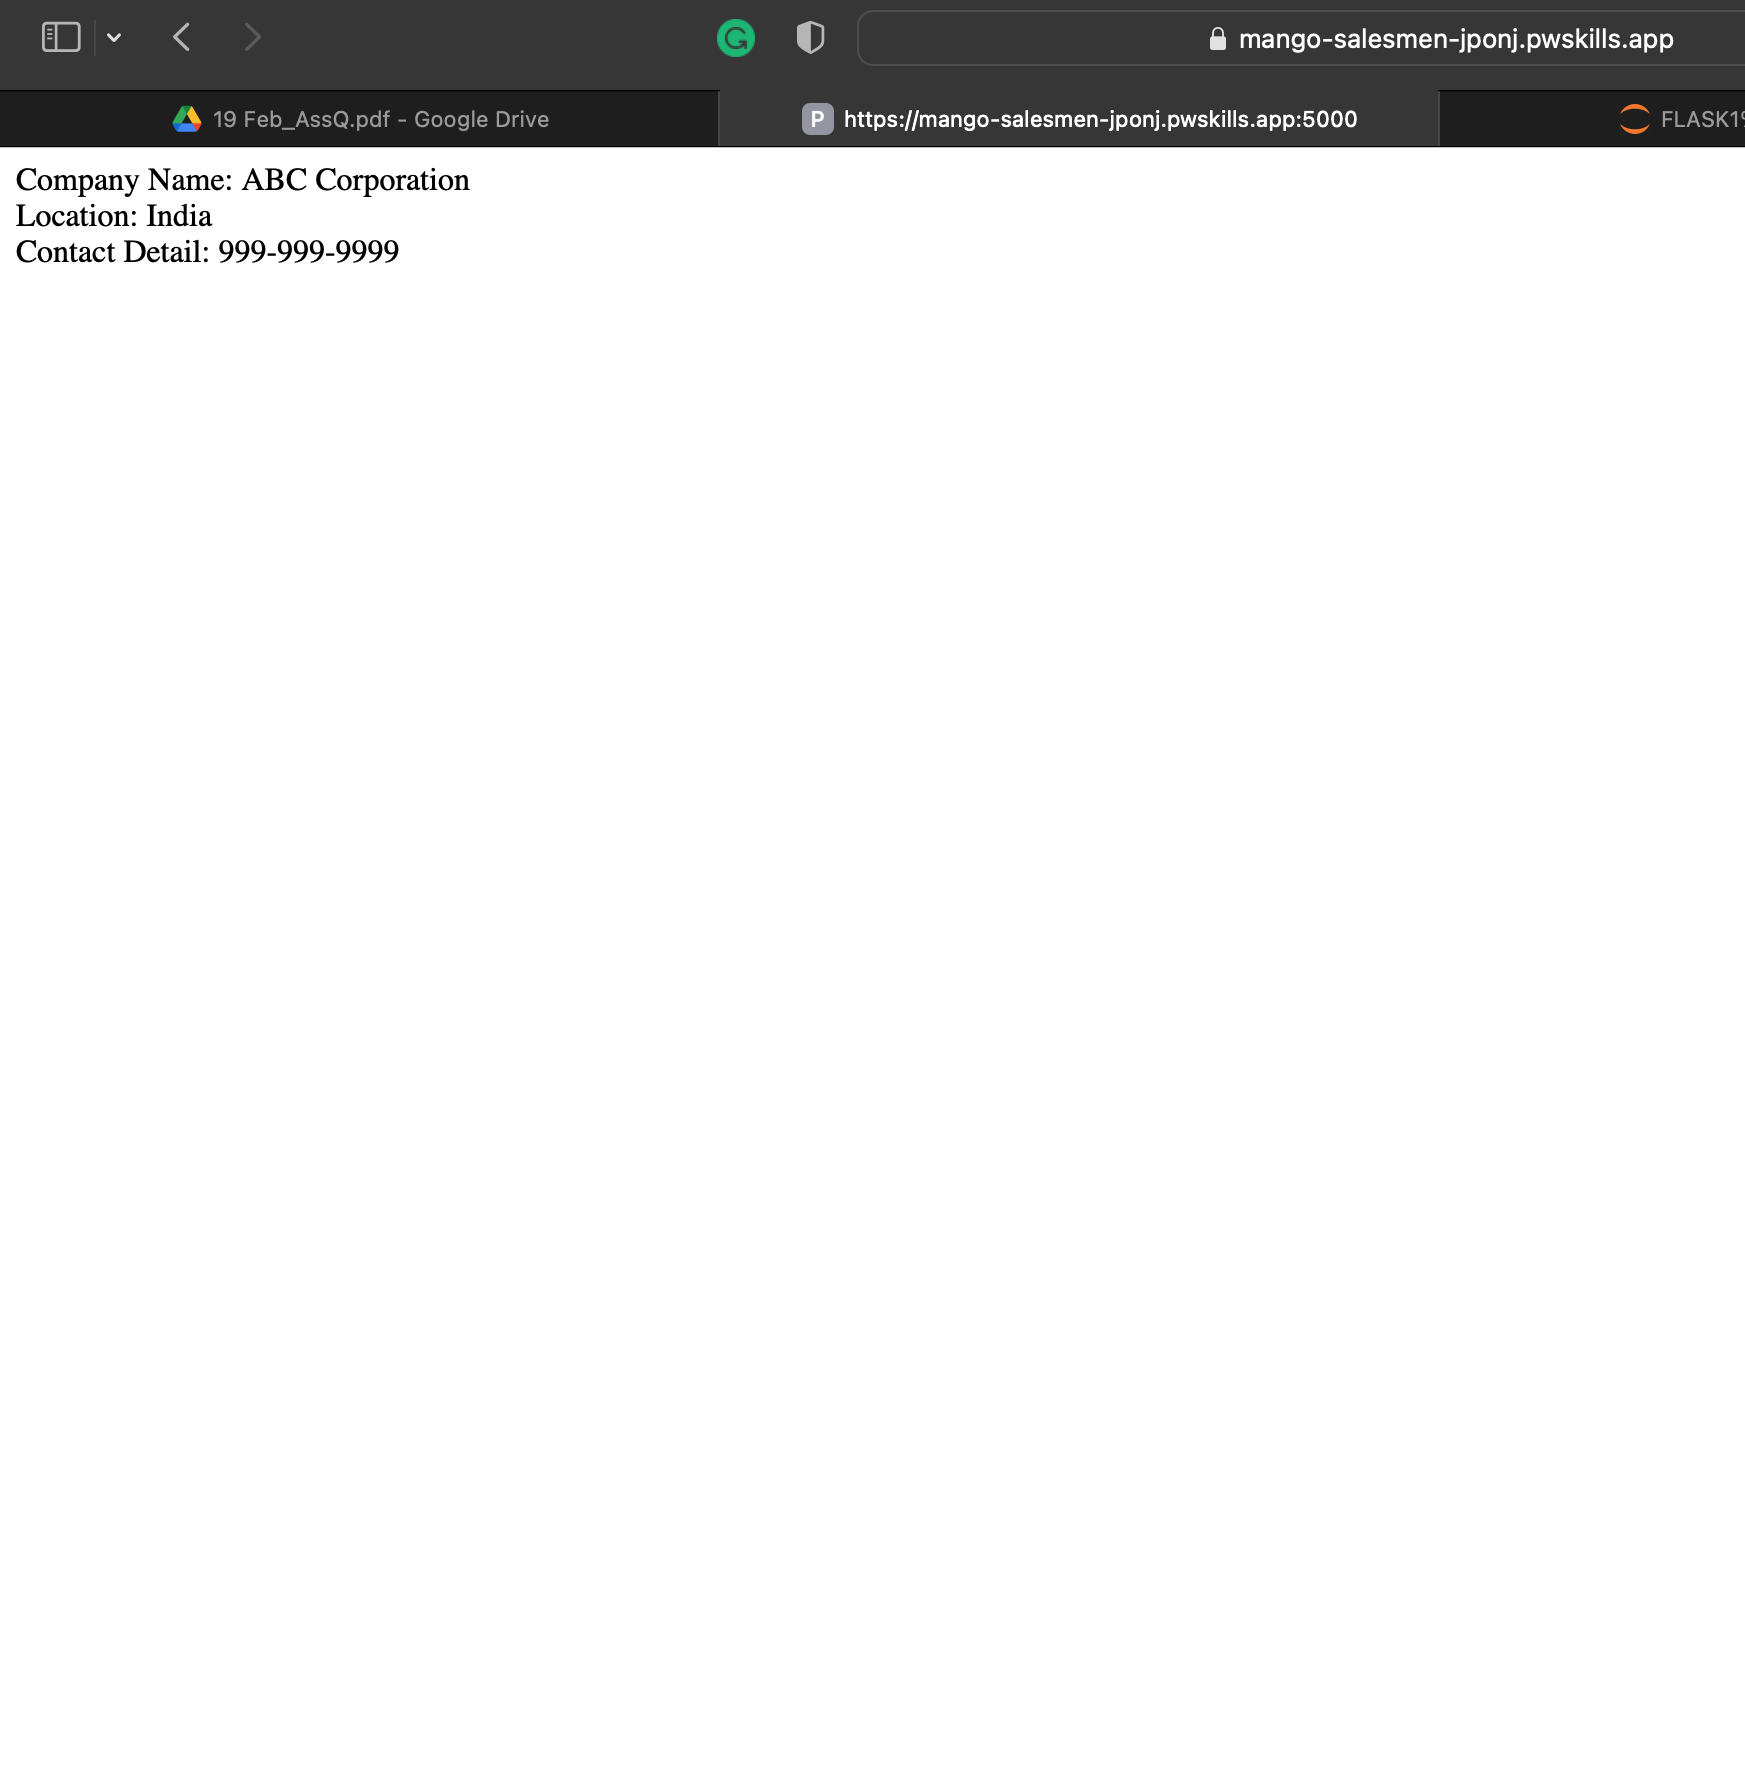 mango-salesmen-jponj.pwskills.app
19 Feb_AssQ.pdf - Google Drive
P https://mango-salesmen-jponj.pwskills.app:5000
FLASK1
Company Name: ABC Corporation
Location: India
Contact Detail: 999-999-9999